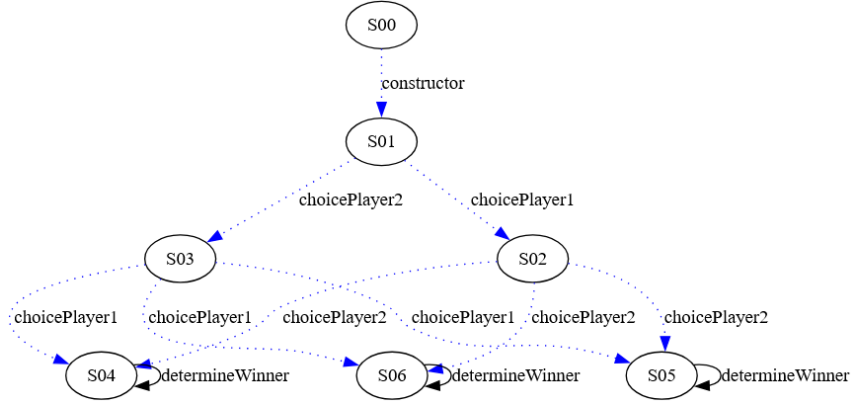 S00
constructor
S01
choicePlayer2 choicePlayer1
S03 S02
choicePlayer1 choicePlayer1 choicePlayer2 choicePlayer1 choicePlayer2 choicePlayer2
S04 determineWinner S06 determineWinner S05 determineWinner